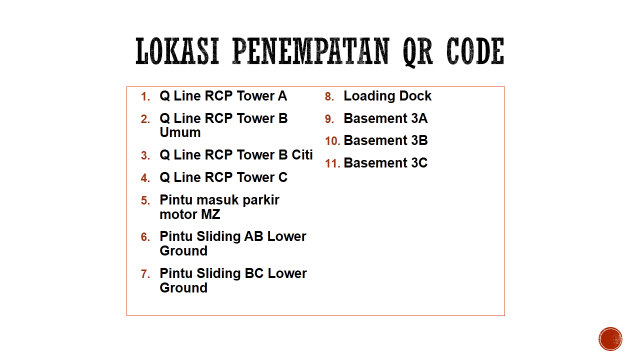 LOKASI PENEMPATAN QR CODE
1. Q Line RCP Tower A
2. Q Line RCP Tower B
Umum
3. Q Line RCP Tower B Citi
4. Q Line RCP Tower C
5. Pintu masuk parkir
motor MZ
6. Pintu Sliding AB Lower
Ground
7. Pintu Sliding BC Lower
Ground
8. Loading Dock
9. Basement 3A
10. Basement 3B
11. Basement 3C